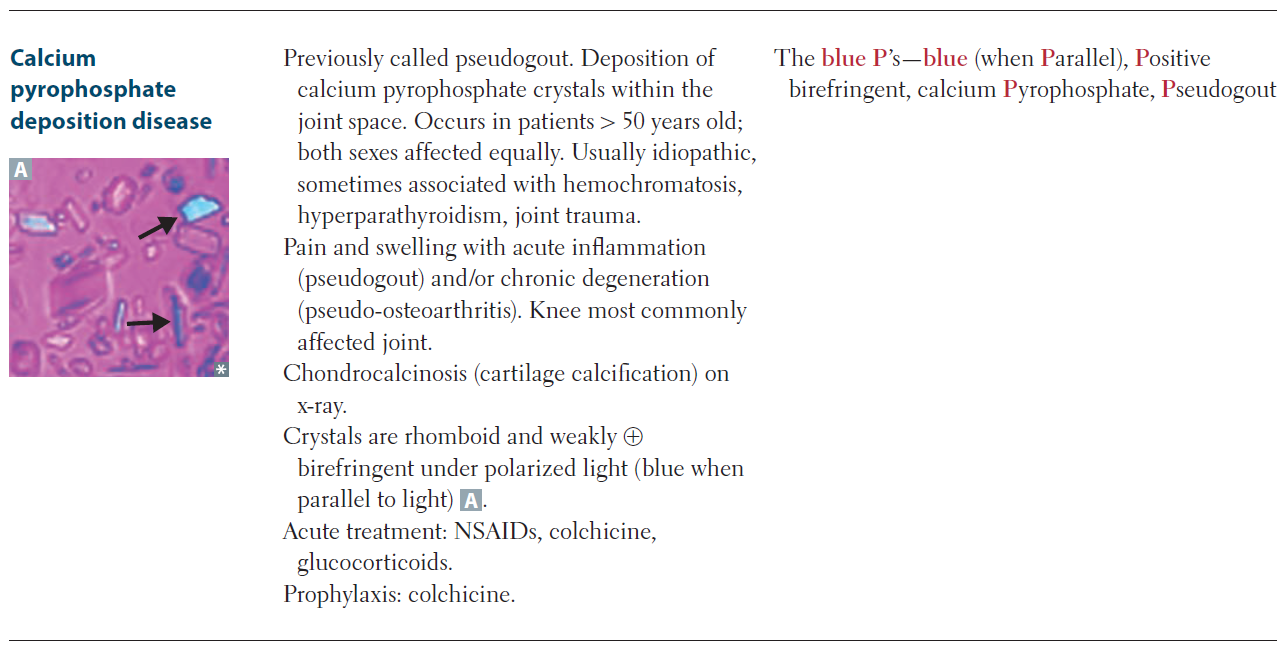 Calcium
pyrophosphate
deposition disease
A
*
Previously called pseudogout. Deposition of
calcium pyrophosphate crystals within the
joint space. Occurs in patients > 50 years old;
both sexes affected equally. Usually idiopathic,
sometimes associated with hemochromatosis,
hyperparathyroidism, joint trauma.
Pain and swelling with acute inflammation
(pseudogout) and/or chronic degeneration
(pseudo-osteoarthritis). Knee most commonly
affected joint.
Chondrocalcinosis (cartilage calcification) on
x-ray.
Crystals are rhomboid and weakly ⊕
birefringent under polarized light (blue when
parallel to light) A.
Acute treatment: NSAIDs, colchicine,
glucocorticoids.
Prophylaxis: colchicine.
The blue P’s—blue (when Parallel), Positive
birefringent, calcium Pyrophosphate, Pseudogout